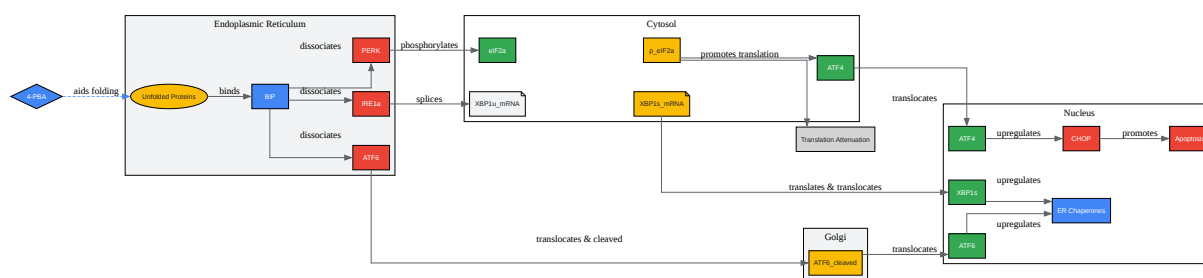 Endoplasmic Reticulum
Cytosol
dissociates
PERK
phosphorylates
eIF2a
p_eIF2a
promotes translation
ATF4
4-PBA
aids folding
Unfolded Proteins
binds
BiP
dissociates
IRE1a
splices
XBP1u_mRNA
XBP1s_mRNA
translocates
Nucleus
dissociates
ATF6
Translation Attenuation
ATF4
upregulates
CHOP
promotes
Apoptosis
translates & translocates
XBP1s
upregulates
ER Chaperones
upregulates
translocates & cleaved
Golgi
ATF6_cleaved
translocates
ATF6